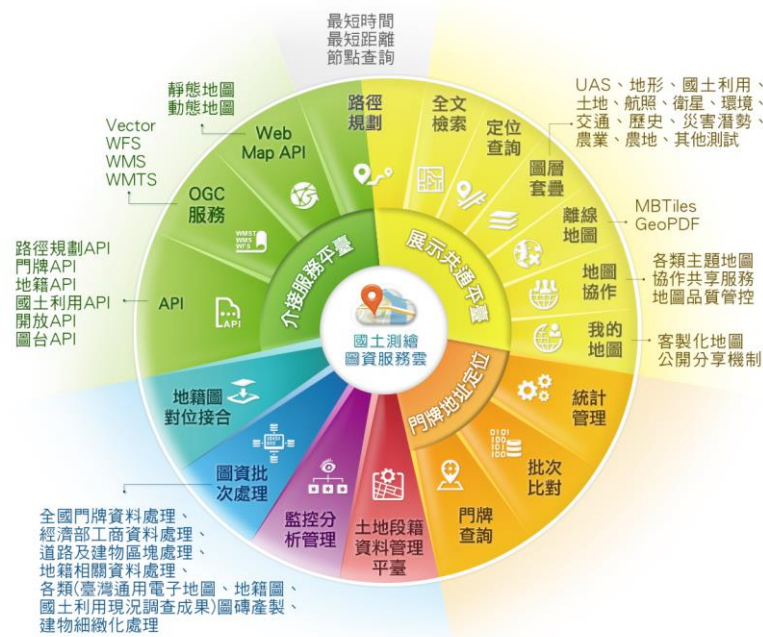 最短時間
最短距離
節點查詢
靜態地圖
動態地圖
Vector
WFS
WMS
WMTS
路徑規劃API
門牌API
地籍API
國土利用API
開放API
圖台API
UAS、地形、國土利用、
土地、航照、衛星、環境、
交通、歷史、災害潛勢、
農業、農地、其他測試
MBTiles
GeoPDF
各類主題地圖
協作共享服務
地圖品質管控
客製化地圖
公開分享機制
路徑
規劃
全文
檢索
定位
查詢
圖層
套疊
離線
地圖
地圖
協作
我的
地圖
統計
管理
批次
比對
門牌
查詢
土地段籍
資料管理
平臺
監控分
析管理
圖資批
次處理
地籍圖
對位接合
API
API
OGC
服務
WMST
WMS
WFS
Web
Map API
介接服務平臺
展示共通平臺
門牌地址定位
國土測繪
圖資服務雲
0101
010
101
全國門牌資料處理、
經濟部工商資料處理、
道路及建物區塊處理、
地籍相關資料處理、
各類(臺灣通用電子地圖、地籍圖、
國土利用現況調查成果)圖磚產製、
建物細緻化處理